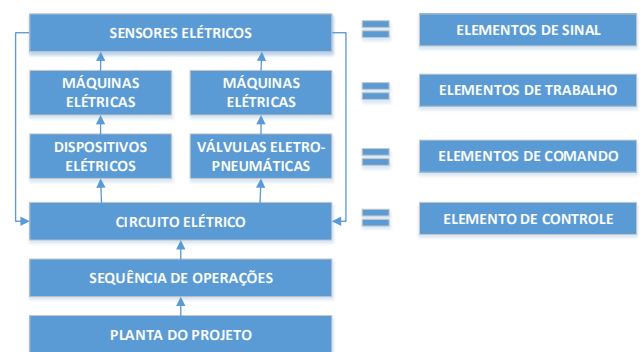 SENSORES ELÉTRICOS
=
ELEMENTOS DE SINAL
MÁQUINAS
ELÉTRICAS
MÁQUINAS
ELÉTRICAS
=
ELEMENTOS DE TRABALHO
DISPOSITIVOS
ELÉTRICOS
VÁLVULAS ELETRO-
PNEUMÁTICAS
=
ELEMENTOS DE COMANDO
CIRCUITO ELÉTRICO
=
ELEMENTO DE CONTROLE
SEQUÊNCIA DE OPERAÇÕES
PLANTA DO PROJETO